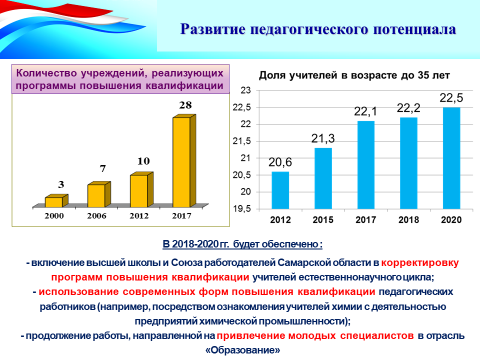 Развитие педагогического потенциала
Количество учреждений, реализующих
программы повышения квалификации
28
10
7
3
2000 2006 2012 2017
Доля учителей в возрасте до 35 лет
23
22,5
22
21,5
21
20,5
20
19,5
20,6 21,3 22,1 22,2 22,5
2012 2015 2017 2018 2020
В 2018-2020 гг. будет обеспечено:
- включение высшей школы и Союза работодателей Самарской области в корректировку
программ повышения квалификации учителей естественнонаучного цикла;
- использование современных форм повышения квалификации педагогических
работников (например, посредством ознакомления учителей химии с деятельностью
предприятий химической промышленности);
- продолжение работы, направленной на привлечение молодых специалистов в отрасль
«Образование»